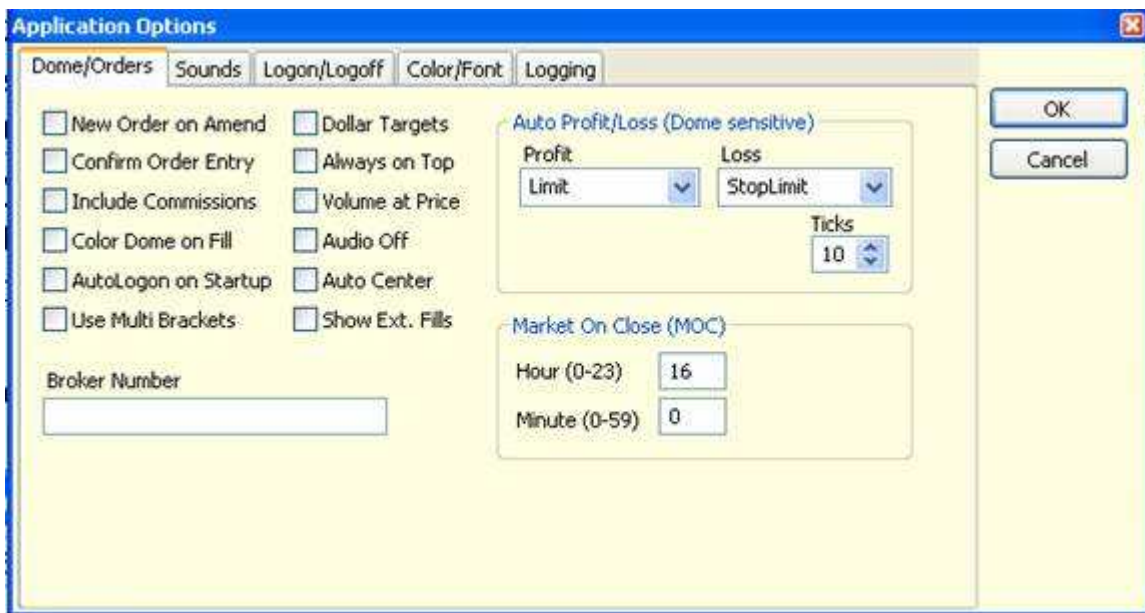 Application Options
Dome/Orders Sounds Logon/Logoff Color/Font Logging
New Order on Amend
Confirm Order Entry
Include Commissions
Color Dome on Fill
AutoLogon on Startup
Use Multi Brackets
Dollar Targets
Always on Top
Volume at Price
Audio Off
Auto Center
Show Ext. Fills
Broker Number
Auto Profit/Loss (Dome sensitive)
Profit Loss
Limit StopLimit
Ticks
10
Market On Close (MOC)
Hour (0-23) 16
Minute (0-59) 0
OK
Cancel